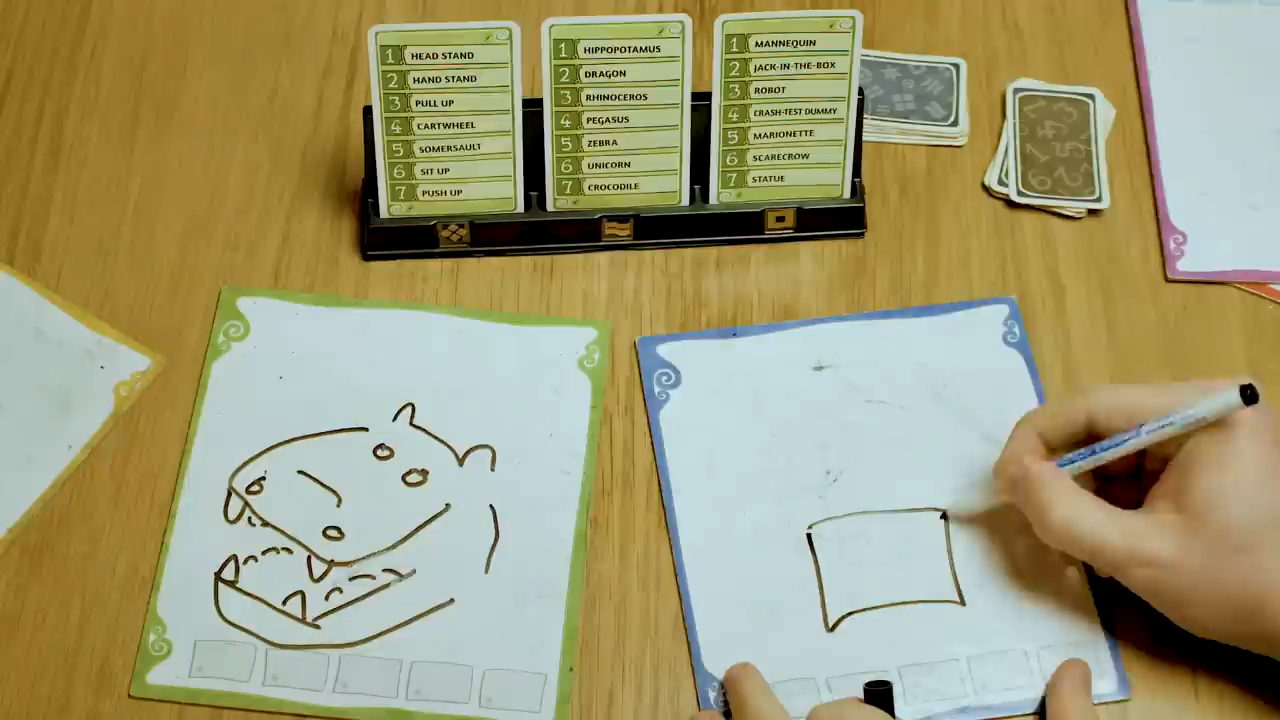 1 HEAD STAND
2 HAND STAND
3 PULL UP
4 CARTWHEEL
5 SOMERSAULT
6 SIT UP
7 PUSH UP
1 HIPPOPOTAMUS
2 DRAGON
3 RHINOCEROS
4 PEGASUS
5 ZEBRA
6 UNICORN
7 CROCODILE
1 MANNEQUIN
2 JACK-IN-THE-BOX
3 ROBOT
4 CRASH-TEST DUMMY
5 MARIONETTE
6 SCARECROW
7 STATUE